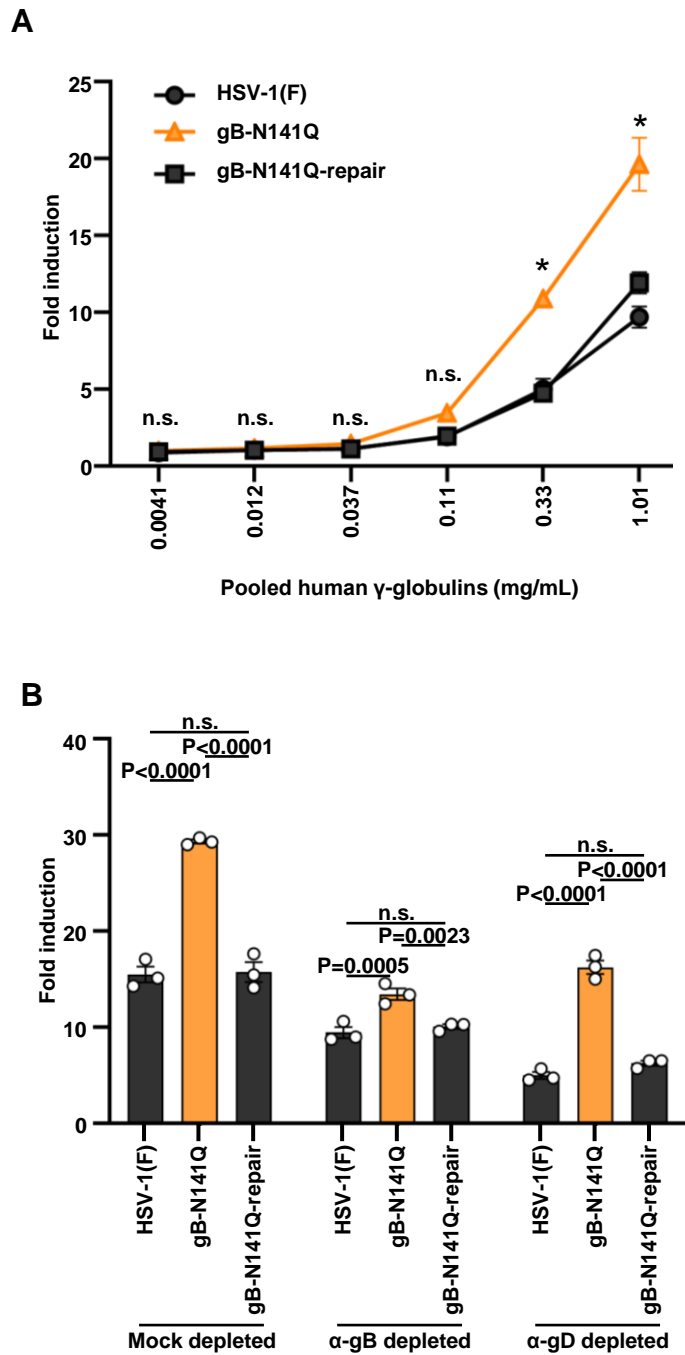 A
25
20
15
10
5
0
Fold induction
HSV-1(F)
gB-N141Q
gB-N141Q-repair
n.s.
n.s.
n.s.
n.s.
*
*
0.0041
0.012
0.037
0.11
0.33
1.01
Pooled human γ-globulins (mg/mL)
B
40
30
20
10
0
Fold induction
n.s.
P<0.0001
P<0.0001
n.s.
P=0.0023
P=0.0005
n.s.
P<0.0001
P<0.0001
HSV-1(F)
gB-N141Q
gB-N141Q-repair
HSV-1(F)
gB-N141Q
gB-N141Q-repair
HSV-1(F)
gB-N141Q
gB-N141Q-repair
Mock depleted
α-gB depleted
α-gD depleted